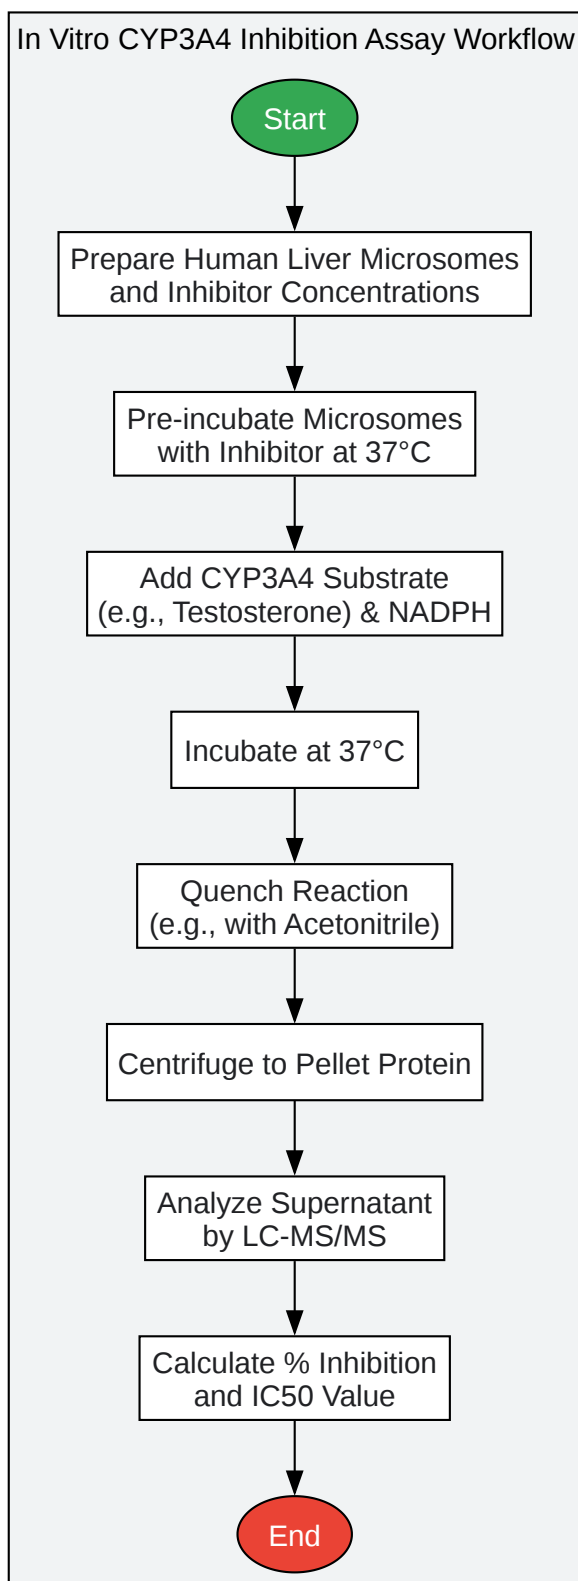 In Vitro CYP3A4 Inhibition Assay Workflow
Start
Prepare Human Liver Microsomes
and Inhibitor Concentrations
Pre-incubate Microsomes
with Inhibitor at 37°C
Add CYP3A4 Substrate
(e.g., Testosterone) & NADPH
Incubate at 37°C
Quench Reaction
(e.g., with Acetonitrile)
Centrifuge to Pellet Protein
Analyze Supernatant
by LC-MS/MS
Calculate % Inhibition
and IC50 Value
End